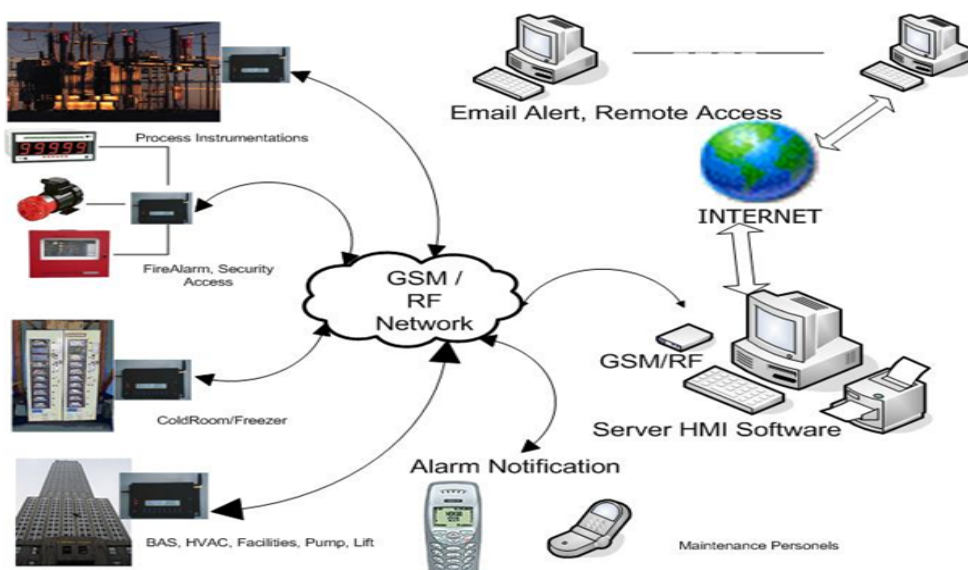 Email Alert, Remote Access
Process Instrumentations
99999
INTERNET
FireAlarm, Security
Access
GSM /
RF
Network
GSM/RF
ColdRoom/Freezer
Server HMI Software
Alarm Notification
BAS, HVAC, Facilities, Pump, Lift
Maintenance Personels